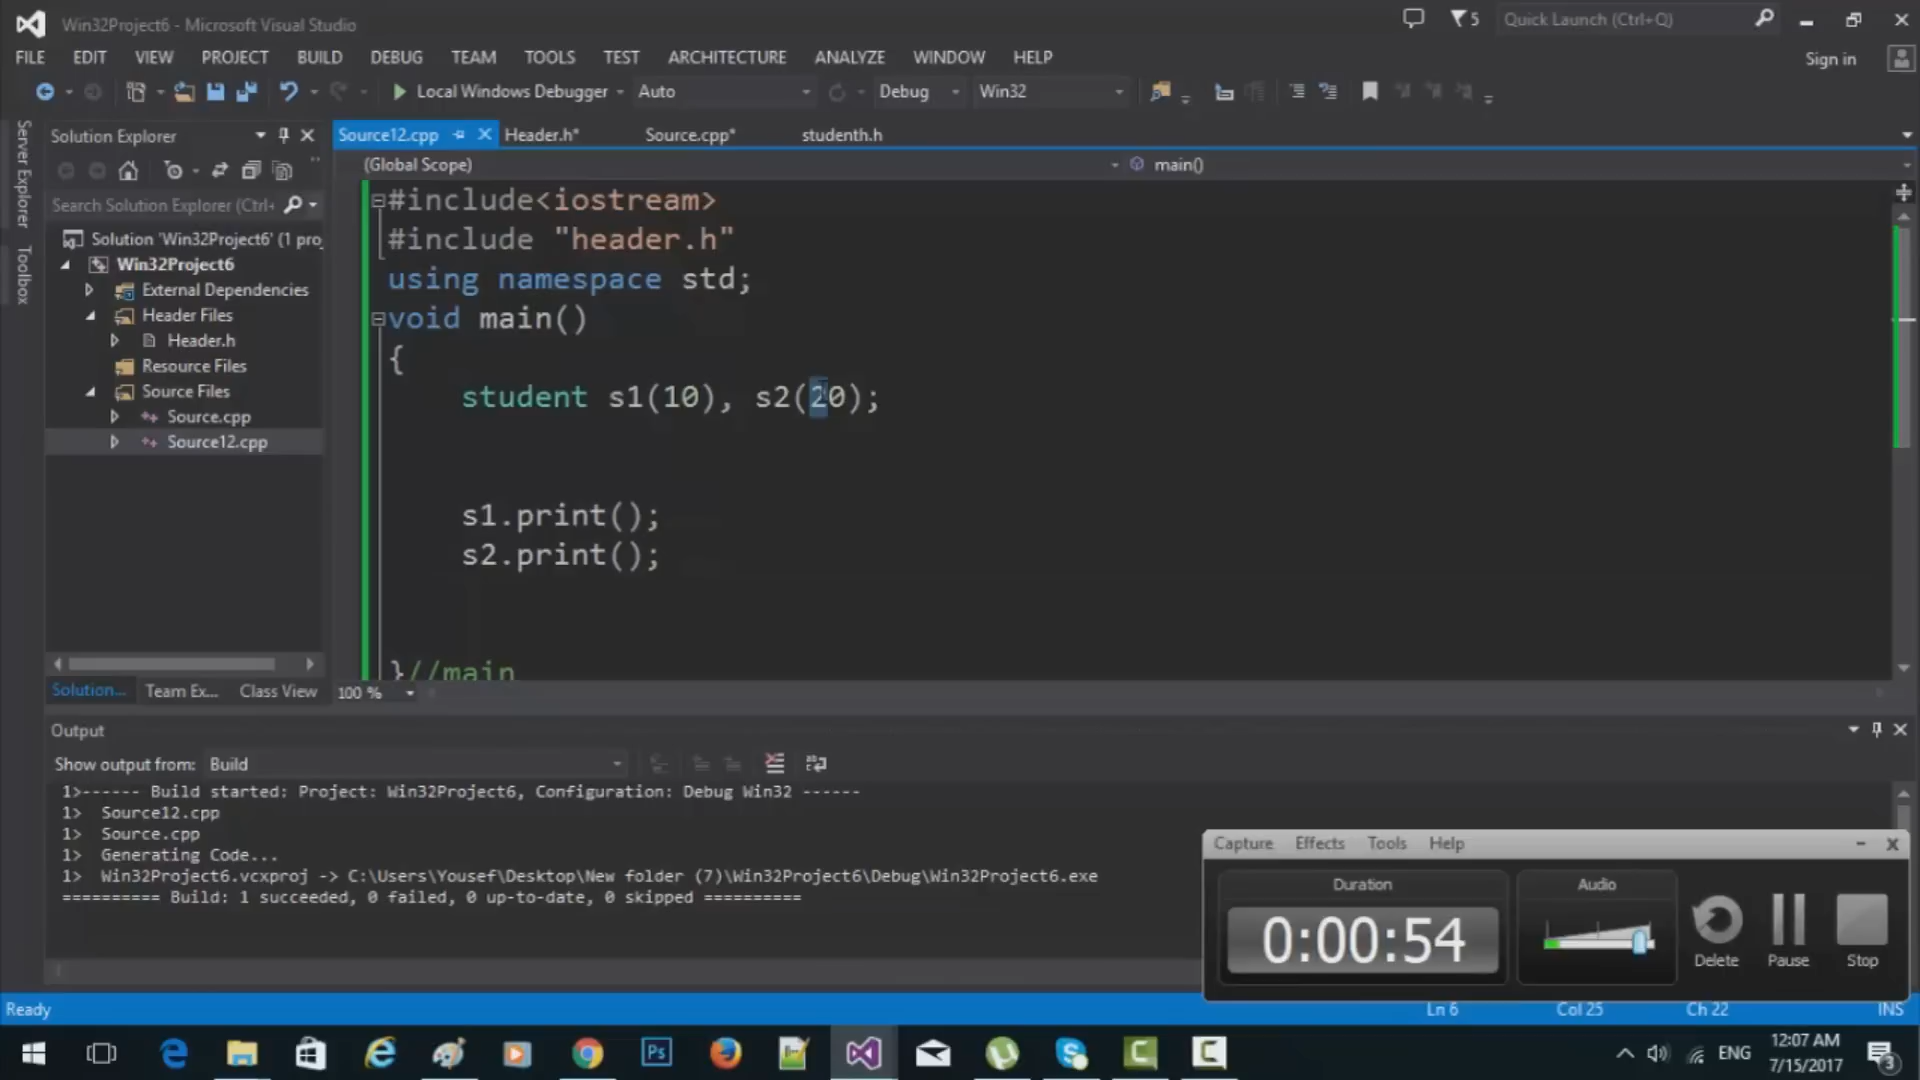 Win32Project6 - Microsoft Visual Studio
5
Quick Launch (Ctrl+Q)
FILE EDIT VIEW PROJECT BUILD DEBUG TEAM TOOLS TEST ARCHITECTURE ANALYZE WINDOW HELP
Sign in
Local Windows Debugger Auto Debug Win32
Server Explorer
Toolbox
Solution Explorer
Search Solution Explorer (Ctrl+
Solution 'Win32Project6' (1 proj
Win32Project6
External Dependencies
Header Files
Header.h
Resource Files
Source Files
Source.cpp
Source12.cpp
Solution... Team Ex... Class View
Source12.cpp Header.h* Source.cpp* studenth.h
(Global Scope) main()
#include<iostream>
#include "header.h"
using namespace std;
void main()
{
student s1(10), s2(20);
s1.print();
s2.print();
}//main
100 %
Output
Show output from: Build
1>------ Build started: Project: Win32Project6, Configuration: Debug Win32 ------
1> Source12.cpp
1> Source.cpp
1> Generating Code...
1> Win32Project6.vcxproj -> C:\Users\Yousef\Desktop\New folder (7)\Win32Project6\Debug\Win32Project6.exe
========== Build: 1 succeeded, 0 failed, 0 up-to-date, 0 skipped ==========
Capture Effects Tools Help
Duration
0:00:54
Audio
Delete Pause Stop
Ready
Ln 6 Col 25 Ch 22 INS
Ps
ENG
12:07 AM
7/15/2017
3